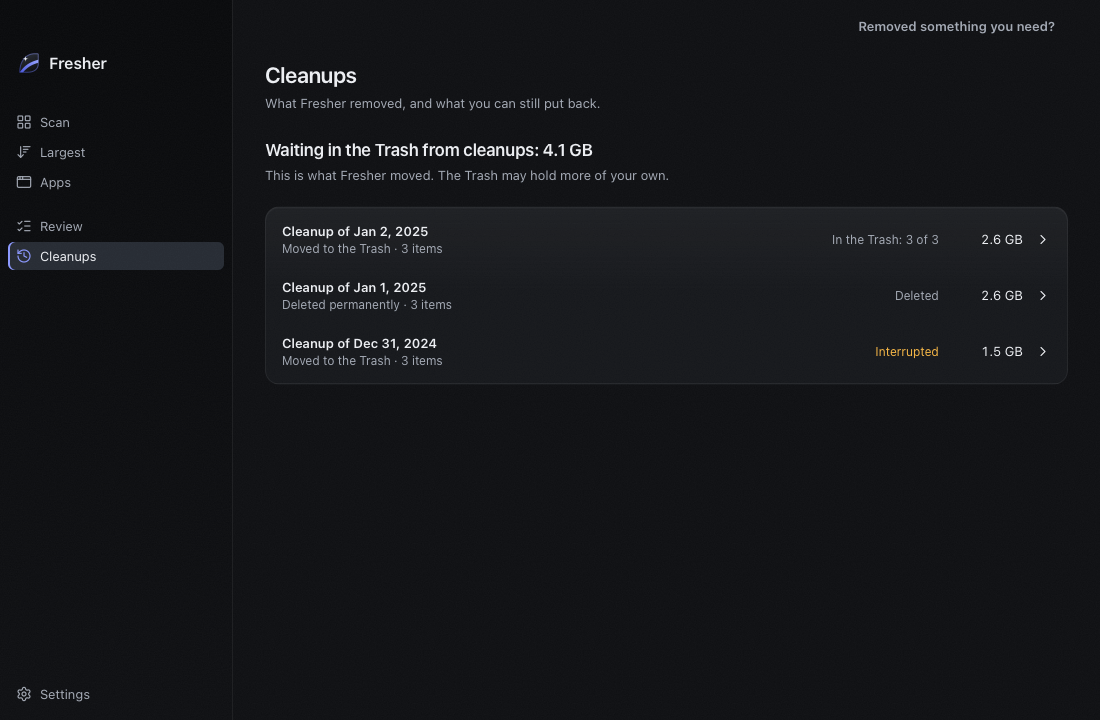 Removed something you need?
Fresher
Scan
Largest
Apps
Review
Cleanups
Settings
Cleanups
What Fresher removed, and what you can still put back.
Waiting in the Trash from cleanups: 4.1 GB
This is what Fresher moved. The Trash may hold more of your own.
Cleanup of Jan 2, 2025
Moved to the Trash · 3 items
In the Trash: 3 of 3
2.6 GB
Cleanup of Jan 1, 2025
Deleted permanently · 3 items
Deleted
2.6 GB
Cleanup of Dec 31, 2024
Moved to the Trash · 3 items
Interrupted
1.5 GB